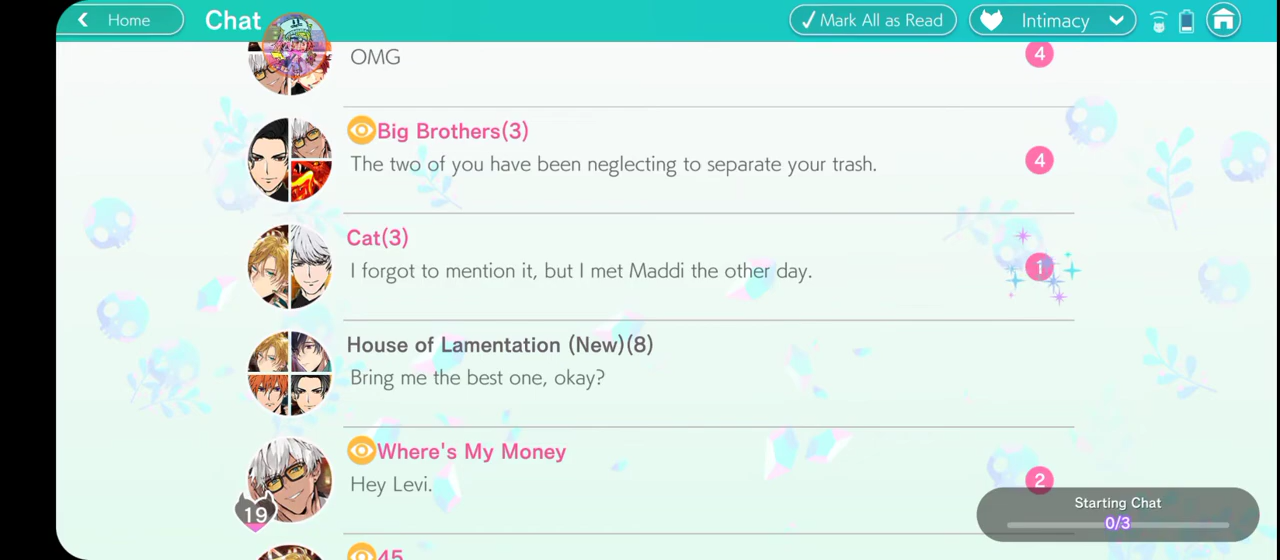 Home
Chat
✓Mark All as Read
Intimacy
OMG
4
Big Brothers(3)
The two of you have been neglecting to separate your trash.
4
Cat(3)
I forgot to mention it, but I met Maddi the other day.
1
House of Lamentation (New)(8)
Bring me the best one, okay?
Where's My Money
Hey Levi.
19
2
Starting Chat
0/3
45